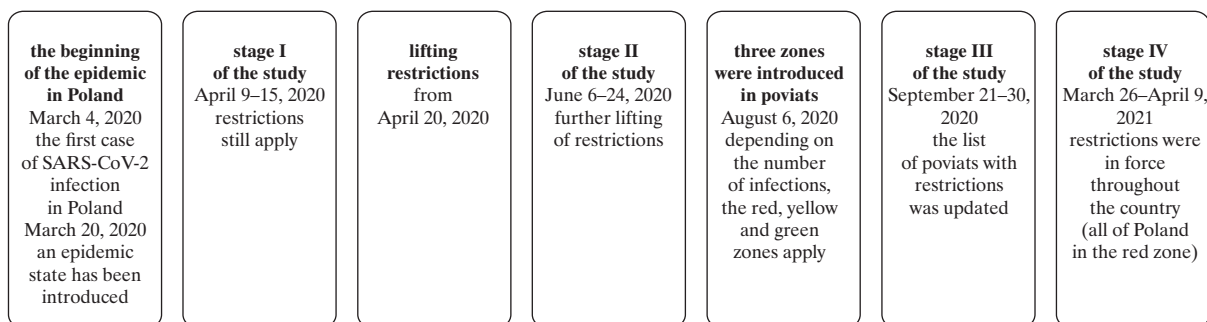 the beginning
of the epidemic
in Poland
March 4, 2020
the first case
of SARS-CoV-2
infection
in Poland
March 20, 2020
an epidemic
state has been
introduced
stage I
of the study
April 9–15, 2020
restrictions
still apply
lifting
restrictions
from
April 20, 2020
stage II
of the study
June 6–24, 2020
further lifting
of restrictions
three zones
were introduced
in poviats
August 6, 2020
depending on
the number
of infections,
the red, yellow
and green
zones apply
stage III
of the study
September 21–30,
2020
the list
of poviats with
restrictions
was updated
stage IV
of the study
March 26–April 9,
2021
restrictions were
in force
throughout
the country
(all of Poland
in the red zone)